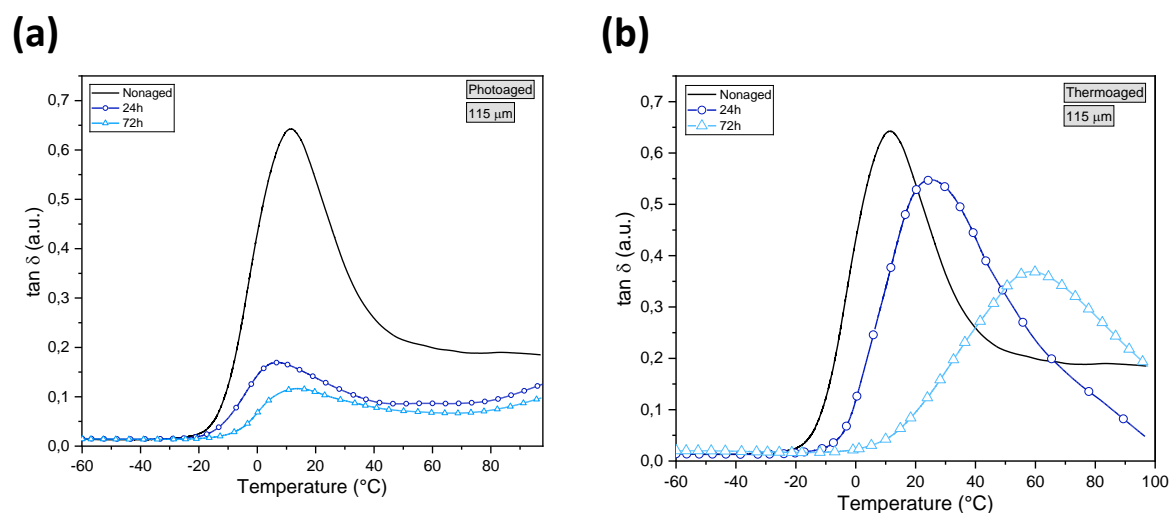 (a)
(b)
Nonaged
24h
72h
Photoaged
115 μm
0,7
0,6
0,5
0,4
0,3
0,2
0,1
0,0
tan δ (a.u.)
-60 -40 -20 0 20 40 60 80
Temperature (°C)
Nonaged
24h
72h
Thermoaged
115 μm
0,7
0,6
0,5
0,4
0,3
0,2
0,1
0,0
tan δ (a.u.)
-60 -40 -20 0 20 40 60 80 100
Temperature (°C)